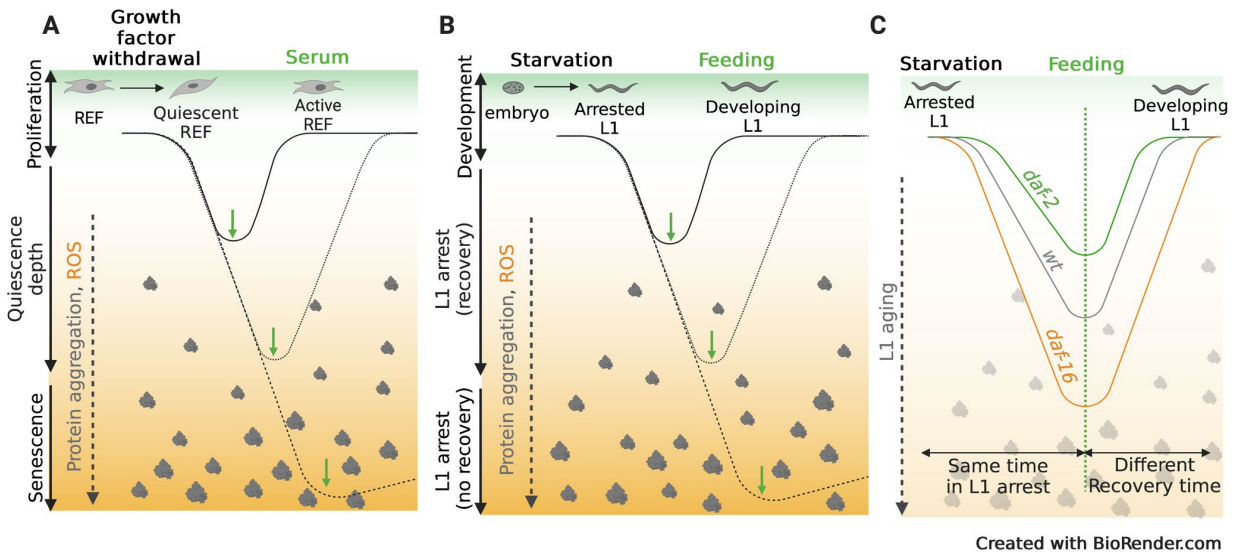 A
Growth
factor
withdrawal
Serum
Proliferation
REF
Quiescent
REF
Active
REF
Quiescence
depth
Protein aggregation, ROS
Senescence
B
Starvation
Feeding
Development
embryo
Arrested
L1
Developing
L1
L1 arrest
(recovery)
Protein aggregation, ROS
L1 arrest
(no recovery)
C
Starvation
Feeding
Arrested
L1
Developing
L1
L1 aging
daf-2
wt
daf-16
Same time
in L1 arrest
Different
Recovery time
Created with BioRender.com